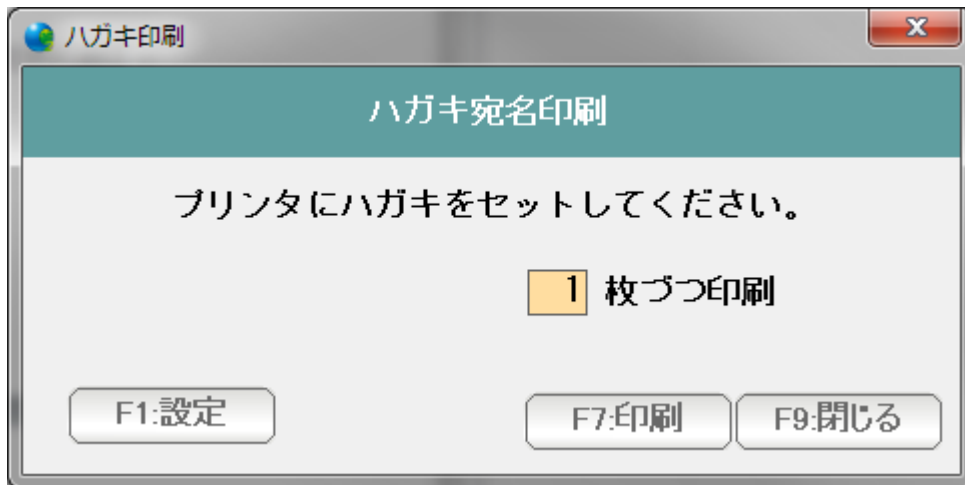 ハガキ印刷
ハガキ宛名印刷
プリンタにハガキをセットしてください。
1 枚づつ印刷
F1:設定 F7:印刷 F9:閉じる